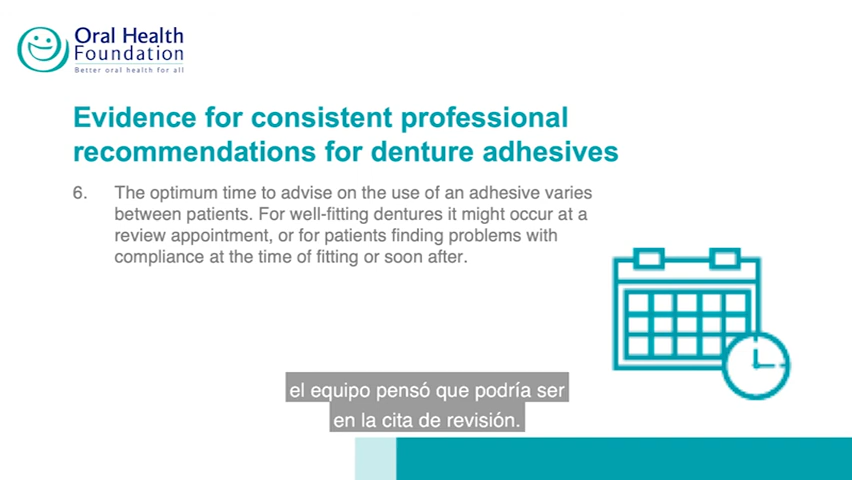 Oral Health
Foundation
Better oral health for all
Evidence for consistent professional
recommendations for denture adhesives
6. The optimum time to advise on the use of an adhesive varies
between patients. For well-fitting dentures it might occur at a
review appointment, or for patients finding problems with
compliance at the time of fitting or soon after.
el equipo pensó que podría ser
en la cita de revisión.